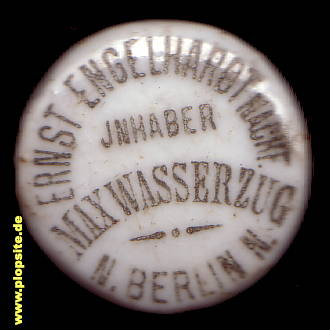 ERNST ENGELHARDT NACHF.
JNHABER
MAX WASSERZUG
N. BERLIN N.
www.plopsite.de